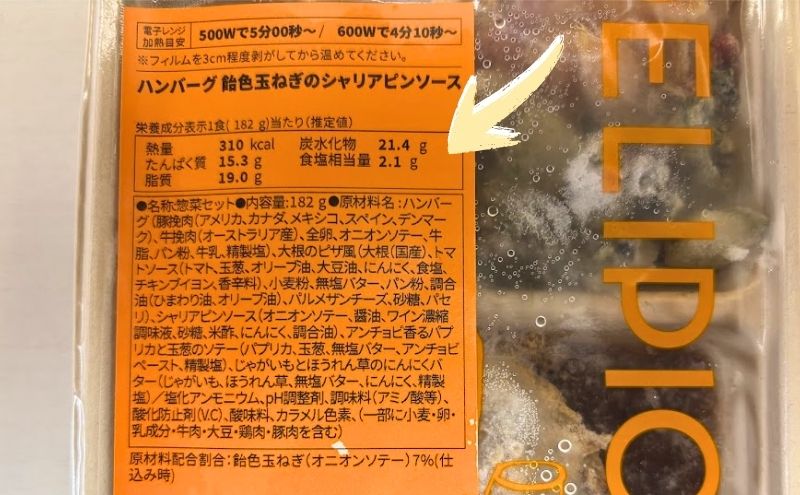 電子レンジ 加熱目安 500Wで5分00秒〜 / 600Wで4分10秒〜
※フィルムを3cm程度剥がしてから温めてください。
ハンバーグ 飴色玉ねぎのシャリアピンソース
栄養成分表示1食( 182 g)当たり(推定値)
熱量 310 kcal 炭水化物 21.4 g
たんぱく質 15.3 g 食塩相当量 2.1 g
脂質 19.0 g
●名称:惣菜セット●内容量:182 g●原材料名:ハンバー
グ(豚挽肉(アメリカ、カナダ、メキシコ、スペイン、デンマー
ク)、牛挽肉(オーストラリア産)、全卵、オニオンソテー、牛
脂、パン粉、牛乳、精製塩)、大根のピザ風(大根(国産)、トマ
トソース(トマト、玉葱、オリーブ油、大豆油、にんにく、食塩、
チキンブイヨン、香辛料)、小麦粉、無塩バター、パン粉、調合
油(ひまわり油、オリーブ油)、パルメザンチーズ、砂糖、パセ
リ)、シャリアピンソース(オニオンソテー、醤油、ワイン濃縮
調味液、砂糖、米酢、にんにく、調合油)、アンチョビ香るパプ
リカと玉葱のソテー(パプリカ、玉葱、無塩バター、アンチョビ
ペースト、精製塩)、じゃがいもとほうれん草のにんにくバ
ター(じゃがいも、ほうれん草、無塩バター、にんにく、精製
塩)/塩化アンモニウム、pH調整剤、調味料(アミノ酸等)、
酸化防止剤(V.C)、酸味料、カラメル色素、(一部に小麦・卵・
乳成分・牛肉・大豆・鶏肉・豚肉を含む)
原材料配合割合:飴色玉ねぎ(オニオンソテー)7%(仕
込み時)
ELIPIO